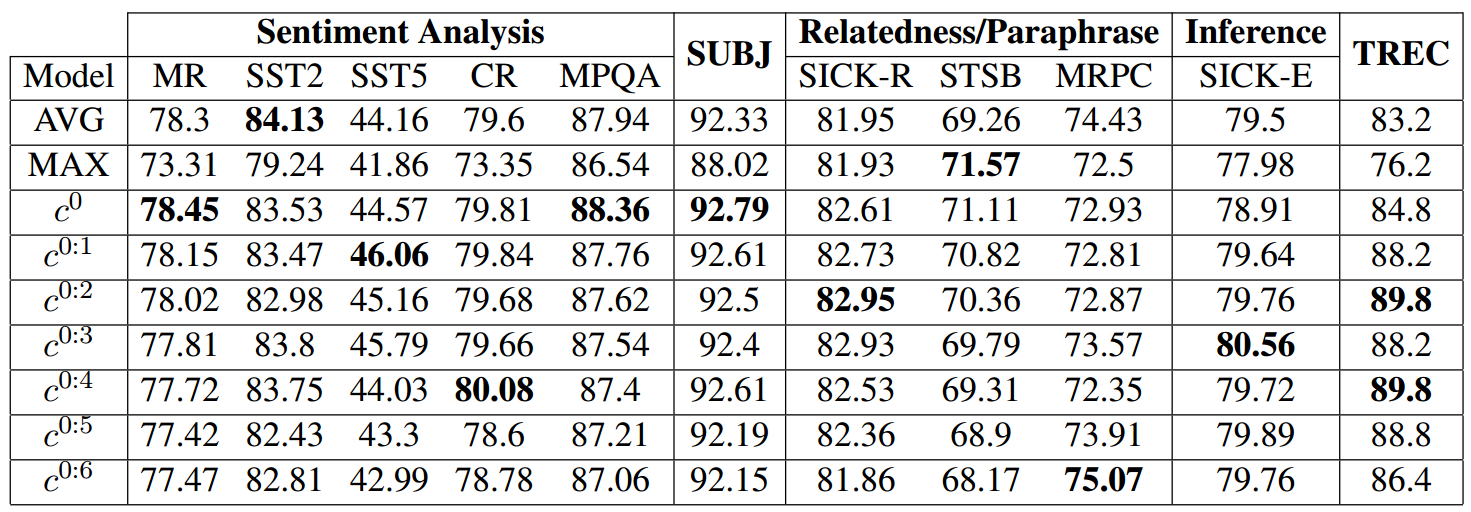 Sentiment Analysis SUBJ Relatedness/Paraphrase Inference TREC
Model MR SST2 SST5 CR MPQA SICK-R STSB MRPC SICK-E
AVG 78.3 84.13 44.16 79.6 87.94 92.33 81.95 69.26 74.43 79.5 83.2
MAX 73.31 79.24 41.86 73.35 86.54 88.02 81.93 71.57 72.5 77.98 76.2
c^0 78.45 83.53 44.57 79.81 88.36 92.79 82.61 71.11 72.93 78.91 84.8
c^0:1 78.15 83.47 46.06 79.84 87.76 92.61 82.73 70.82 72.81 79.64 88.2
c^0:2 78.02 82.98 45.16 79.68 87.62 92.5 82.95 70.36 72.87 79.76 89.8
c^0:3 77.81 83.8 45.79 79.66 87.54 92.4 82.93 69.79 73.57 80.56 88.2
c^0:4 77.72 83.75 44.03 80.08 87.4 92.61 82.53 69.31 72.35 79.72 89.8
c^0:5 77.42 82.43 43.3 78.6 87.21 92.19 82.36 68.9 73.91 79.89 88.8
c^0:6 77.47 82.81 42.99 78.78 87.06 92.15 81.86 68.17 75.07 79.76 86.4